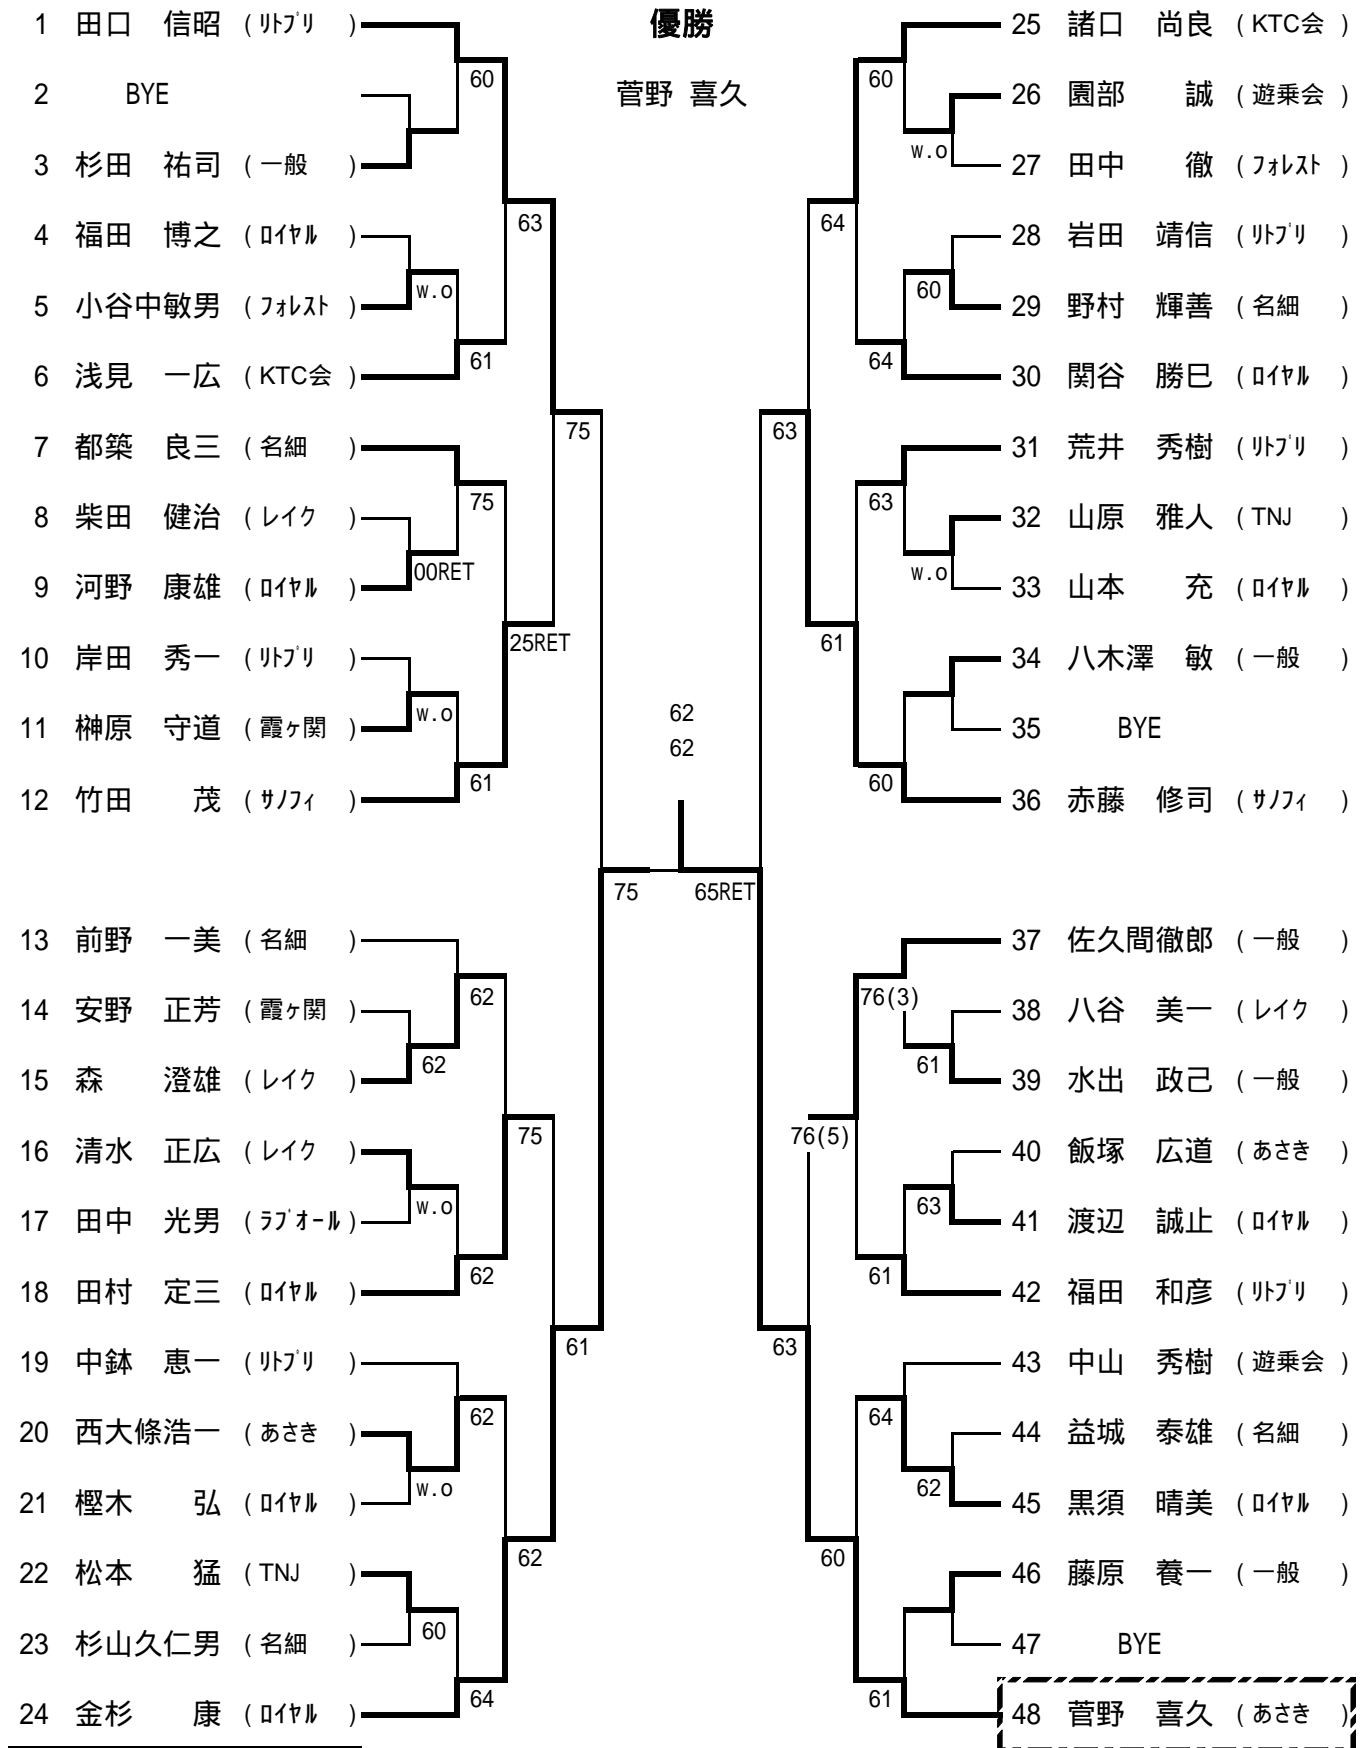 優勝
菅野 喜久
1 田口 信昭 (ﾘﾄﾌﾟﾘ)
60
2 BYE
3 杉田 祐司 (一般)
63
4 福田 博之 (ﾛｲﾔﾙ)
w.o
5 小谷中敏男 (ﾌｫﾚｽﾄ)
61
6 浅見 一広 (KTC会)
75
7 都築 良三 (名細)
75
8 柴田 健治 (レイク)
00RET
9 河野 康雄 (ﾛｲﾔﾙ)
25RET
10 岸田 秀一 (ﾘﾄﾌﾟﾘ)
w.o
11 榊原 守道 (霞ヶ関)
61
12 竹田 茂 (ｻﾉﾌｨ)
75
13 前野 一美 (名細)
62
14 安野 正芳 (霞ヶ関)
62
15 森 澄雄 (レイク)
75
16 清水 正広 (レイク)
w.o
17 田中 光男 (ﾗﾌﾞｵｰﾙ)
62
18 田村 定三 (ﾛｲﾔﾙ)
61
19 中鉢 恵一 (ﾘﾄﾌﾟﾘ)
62
20 西大條浩一 (あさき)
w.o
21 樫木 弘 (ﾛｲﾔﾙ)
62
22 松本 猛 (TNJ)
60
23 杉山久仁男 (名細)
64
24 金杉 康 (ﾛｲﾔﾙ)
62
62
65RET
25 諸口 尚良 (KTC会)
60
26 園部 誠 (遊乗会)
w.o
27 田中 徹 (ﾌｫﾚｽﾄ)
64
28 岩田 靖信 (ﾘﾄﾌﾟﾘ)
60
29 野村 輝善 (名細)
64
30 関谷 勝巳 (ﾛｲﾔﾙ)
63
31 荒井 秀樹 (ﾘﾄﾌﾟﾘ)
63
32 山原 雅人 (TNJ)
w.o
33 山本 充 (ﾛｲﾔﾙ)
61
34 八木澤 敏 (一般)
35 BYE
60
36 赤藤 修司 (ｻﾉﾌｨ)
37 佐久間徹郎 (一般)
76(3)
38 八谷 美一 (レイク)
61
39 水出 政己 (一般)
76(5)
40 飯塚 広道 (あさき)
63
41 渡辺 誠止 (ﾛｲﾔﾙ)
61
42 福田 和彦 (ﾘﾄﾌﾟﾘ)
63
43 中山 秀樹 (遊乗会)
64
44 益城 泰雄 (名細)
62
45 黒須 晴美 (ﾛｲﾔﾙ)
60
46 藤原 養一 (一般)
47 BYE
61
48 菅野 喜久 (あさき)